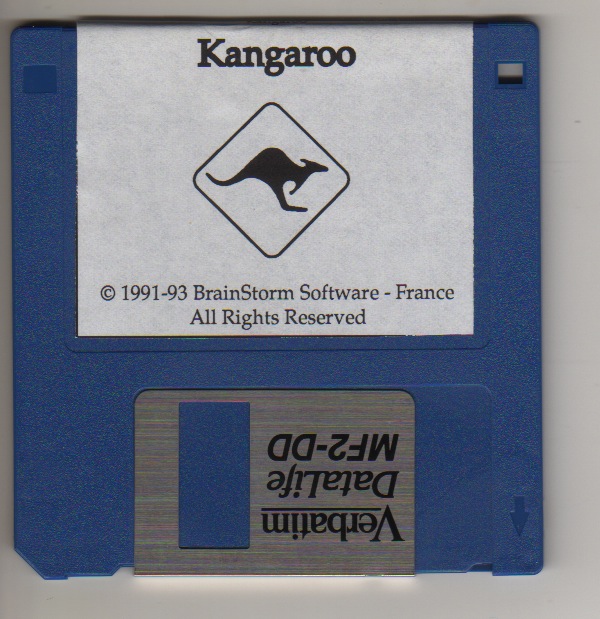 Kangaroo
© 1991-93 BrainStorm Software - France
All Rights Reserved
Verbatim
DataLife
MF2-DD